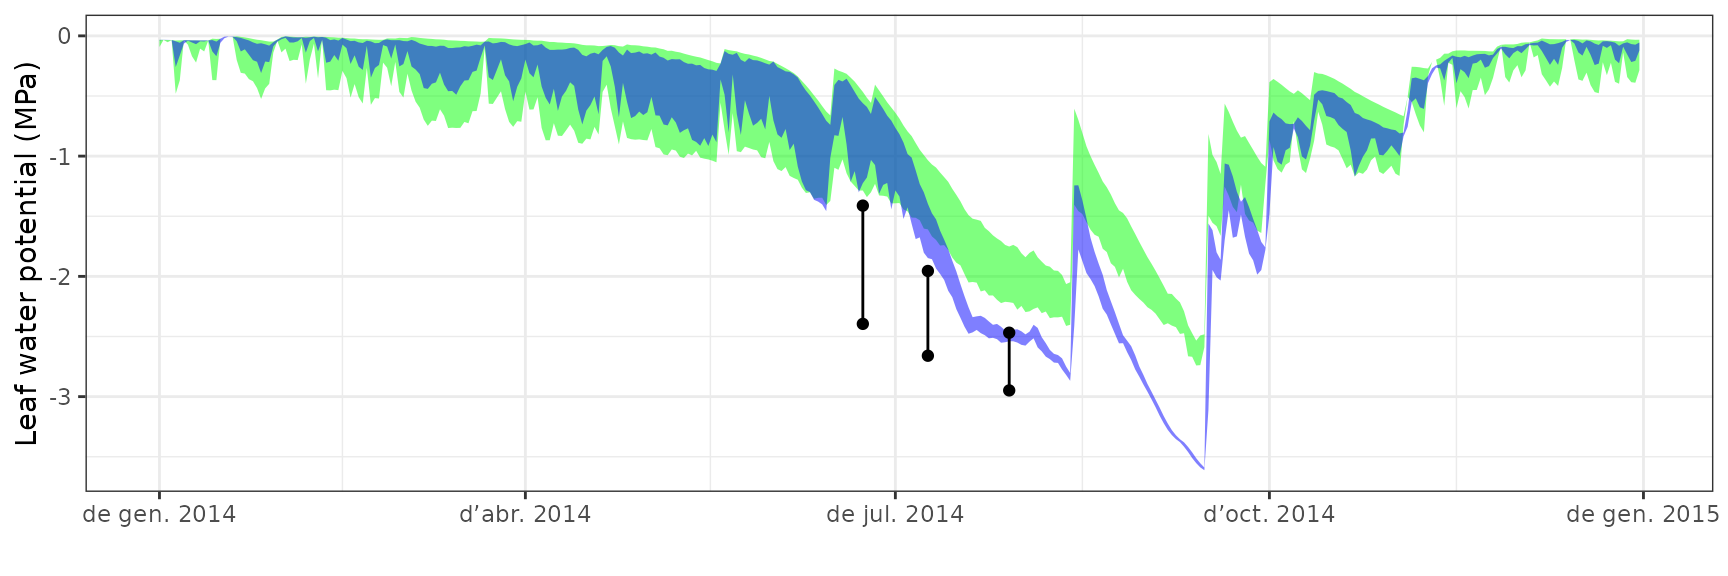 Leaf water potential (MPa)
0
-1
-2
-3
de gen. 2014
d’abr. 2014
de jul. 2014
d’oct. 2014
de gen. 2015